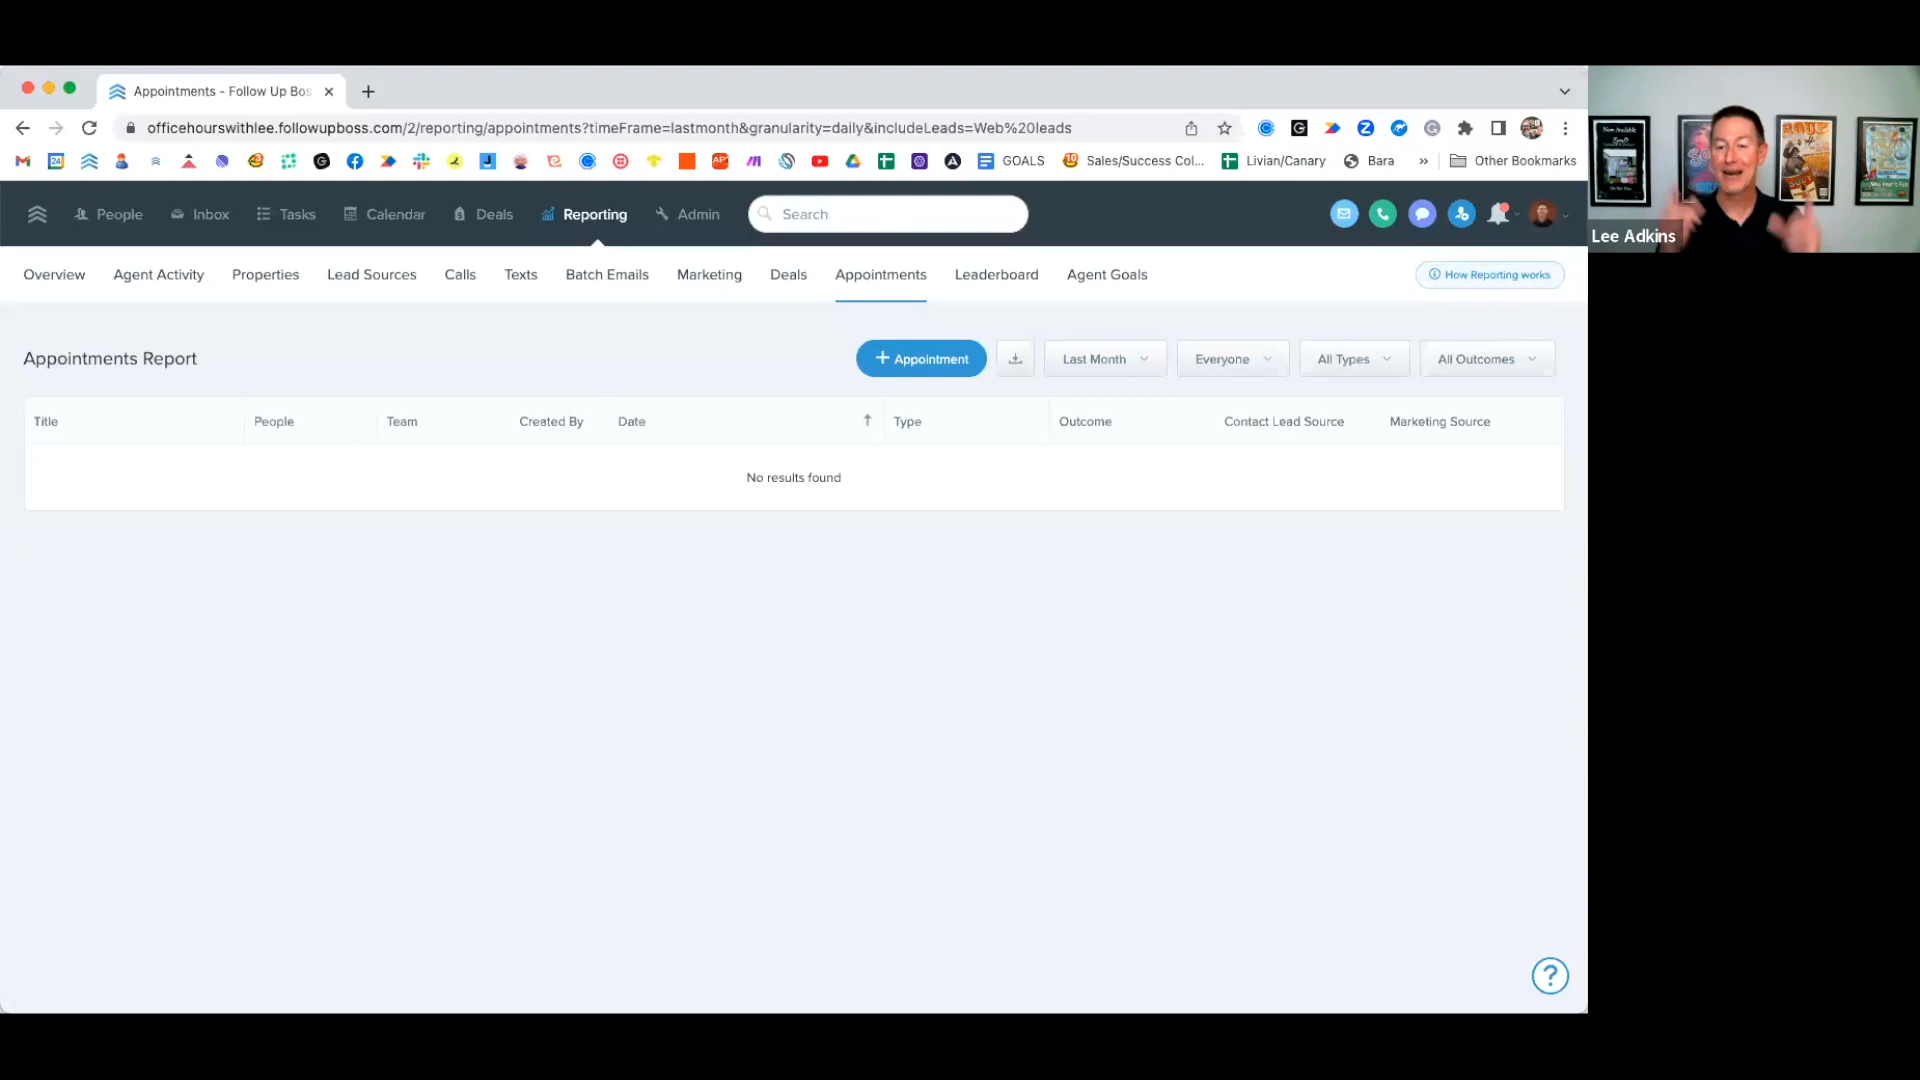 Appointments - Follow Up Bos
officehourswithlee.followupboss.com/2/reporting/appointments?timeFrame=lastmonth&granularity=daily&includeLeads=Web%20leads
GOALS Sales/Success Col... Livian/Canary Bara » Other Bookmarks
People Inbox Tasks Calendar Deals Reporting Admin Search
Overview Agent Activity Properties Lead Sources Calls Texts Batch Emails Marketing Deals Appointments Leaderboard Agent Goals How Reporting works
Appointments Report + Appointment Last Month Everyone All Types All Outcomes
Title People Team Created By Date Type Outcome Contact Lead Source Marketing Source
No results found
?
Lee Adkins